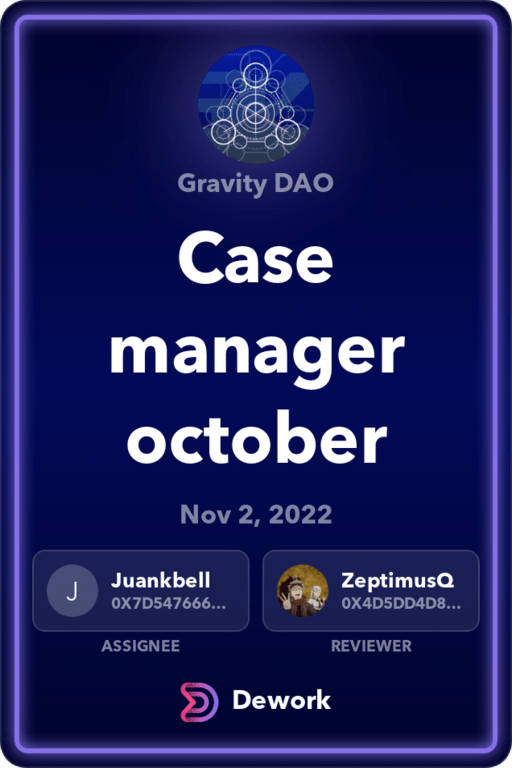 Gravity DAO
Case
manager
october
Nov 2, 2022
J
Juankbell
0X7D547666...
ZeptimusQ
0X4D5DD4D8...
ASSIGNEE
REVIEWER
Dework